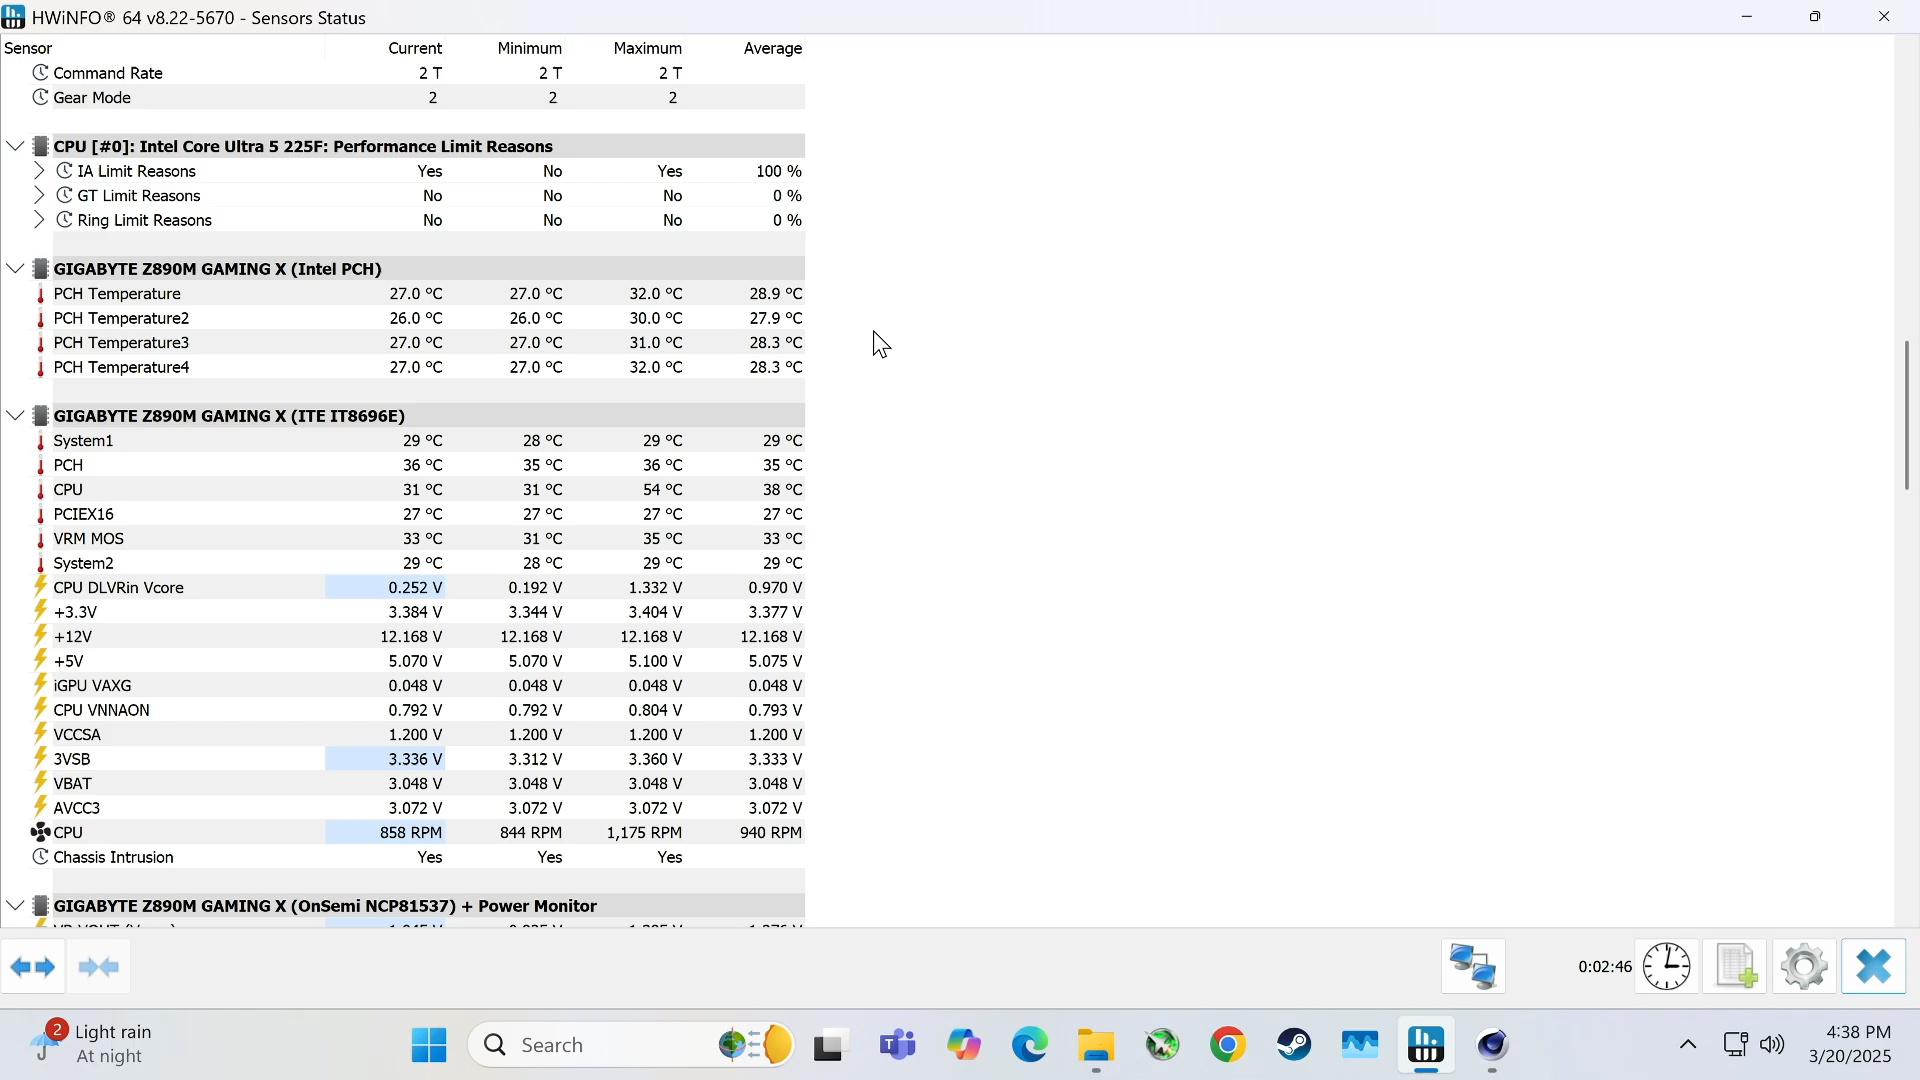 HWiNFO® 64 v8.22-5670 - Sensors Status
Sensor Current Minimum Maximum Average
Command Rate 2 T 2 T 2 T
Gear Mode 2 2 2
CPU [#0]: Intel Core Ultra 5 225F: Performance Limit Reasons
IA Limit Reasons Yes No Yes 100 %
GT Limit Reasons No No No 0 %
Ring Limit Reasons No No No 0 %
GIGABYTE Z890M GAMING X (Intel PCH)
PCH Temperature 27.0 °C 27.0 °C 32.0 °C 28.9 °C
PCH Temperature2 26.0 °C 26.0 °C 30.0 °C 27.9 °C
PCH Temperature3 27.0 °C 27.0 °C 31.0 °C 28.3 °C
PCH Temperature4 27.0 °C 27.0 °C 32.0 °C 28.3 °C
GIGABYTE Z890M GAMING X (ITE IT8696E)
System1 29 °C 28 °C 29 °C 29 °C
PCH 36 °C 35 °C 36 °C 35 °C
CPU 31 °C 31 °C 54 °C 38 °C
PCIEX16 27 °C 27 °C 27 °C 27 °C
VRM MOS 33 °C 31 °C 35 °C 33 °C
System2 29 °C 28 °C 29 °C 29 °C
CPU DLVRin Vcore 0.252 V 0.192 V 1.332 V 0.970 V
+3.3V 3.384 V 3.344 V 3.404 V 3.377 V
+12V 12.168 V 12.168 V 12.168 V 12.168 V
+5V 5.070 V 5.070 V 5.100 V 5.075 V
iGPU VAXG 0.048 V 0.048 V 0.048 V 0.048 V
CPU VNNAON 0.792 V 0.792 V 0.804 V 0.793 V
VCCSA 1.200 V 1.200 V 1.200 V 1.200 V
3VSB 3.336 V 3.312 V 3.360 V 3.333 V
VBAT 3.048 V 3.048 V 3.048 V 3.048 V
AVCC3 3.072 V 3.072 V 3.072 V 3.072 V
CPU 858 RPM 844 RPM 1,175 RPM 940 RPM
Chassis Intrusion Yes Yes Yes
GIGABYTE Z890M GAMING X (OnSemi NCP81537) + Power Monitor
0:02:46
2 Light rain
At night
Search
4:38 PM
3/20/2025